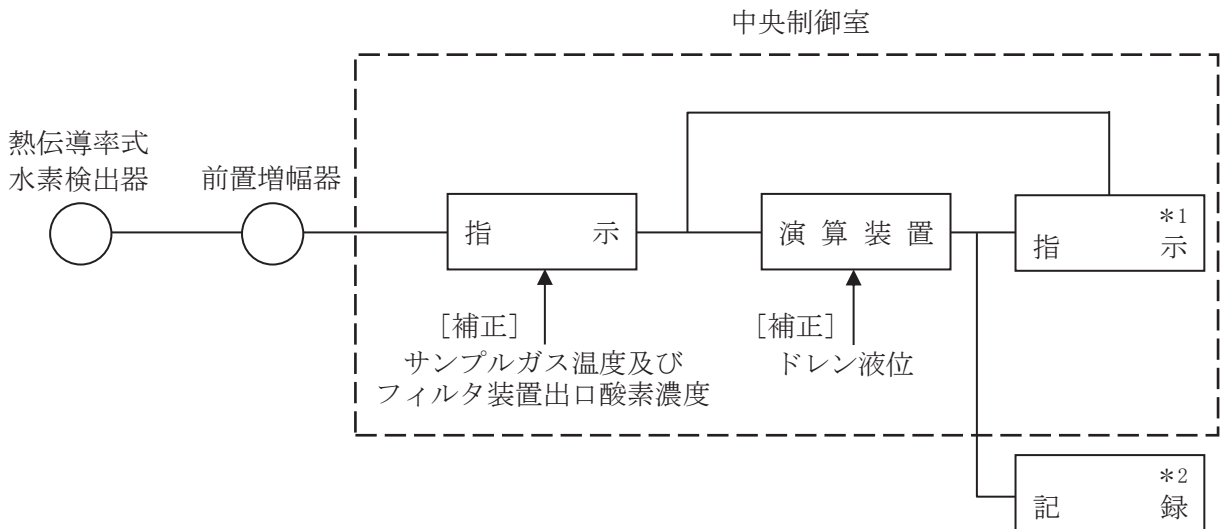 中央制御室
熱伝導率式
水素検出器
前置増幅器
指示
演算装置
*1
指示
[補正]
サンプルガス温度及び
フィルタ装置出口酸素濃度
[補正]
ドレン液位
*2
記録